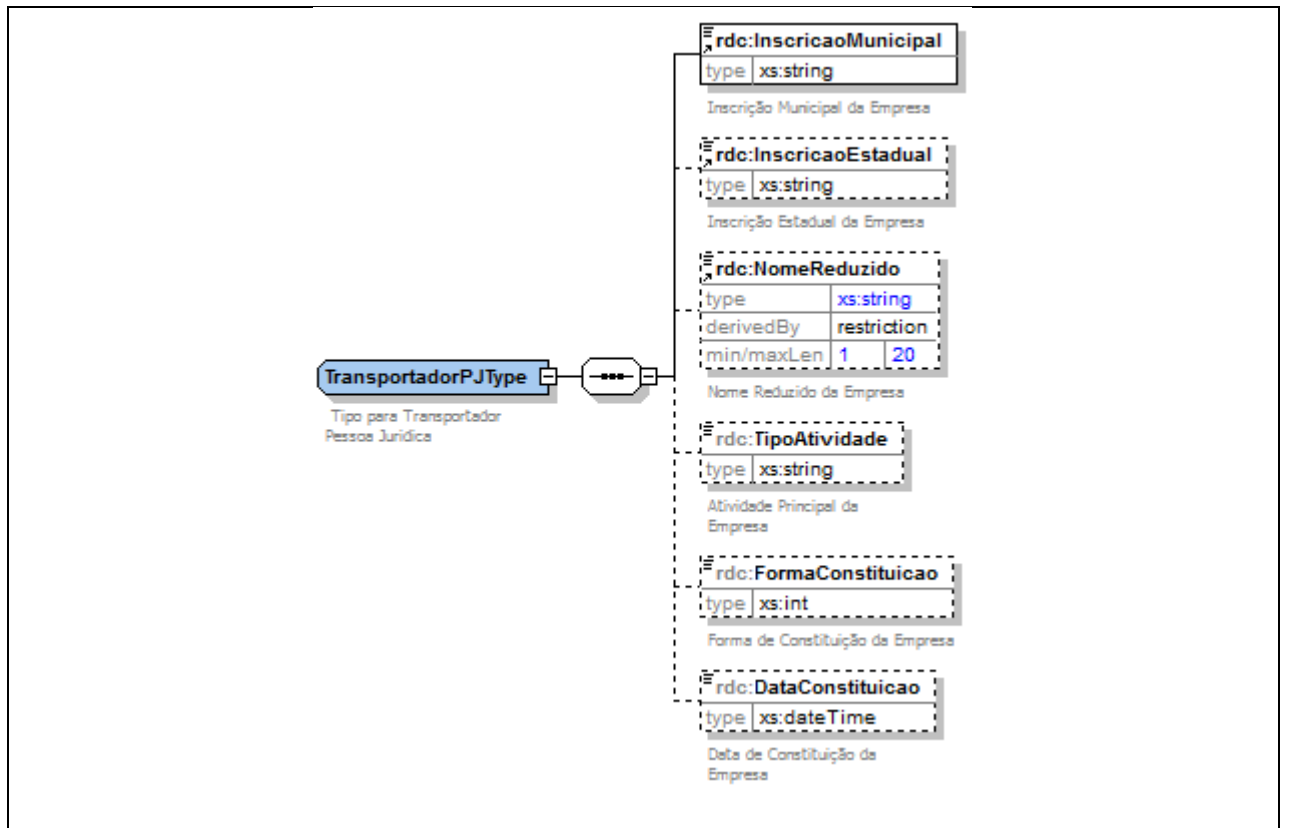 rdc:InscricaoMunicipal
type xs:string
Inscrição Municipal da Empresa
rdc:InscricaoEstadual
type xs:string
Inscrição Estadual da Empresa
rdc:NomeReduzido
type xs:string
derivedBy restriction
min/maxLen 1 20
Nome Reduzido da Empresa
TransportadorPJType
Tipo para Transportador
Pessoa Juridica
rdc:TipoAtividade
type xs:string
Atividade Principal da
Empresa
rdc:FormaConstituicao
type xs:int
Forma de Constituição da Empresa
rdc:DataConstituicao
type xs:dateTime
Data de Constituição da
Empresa